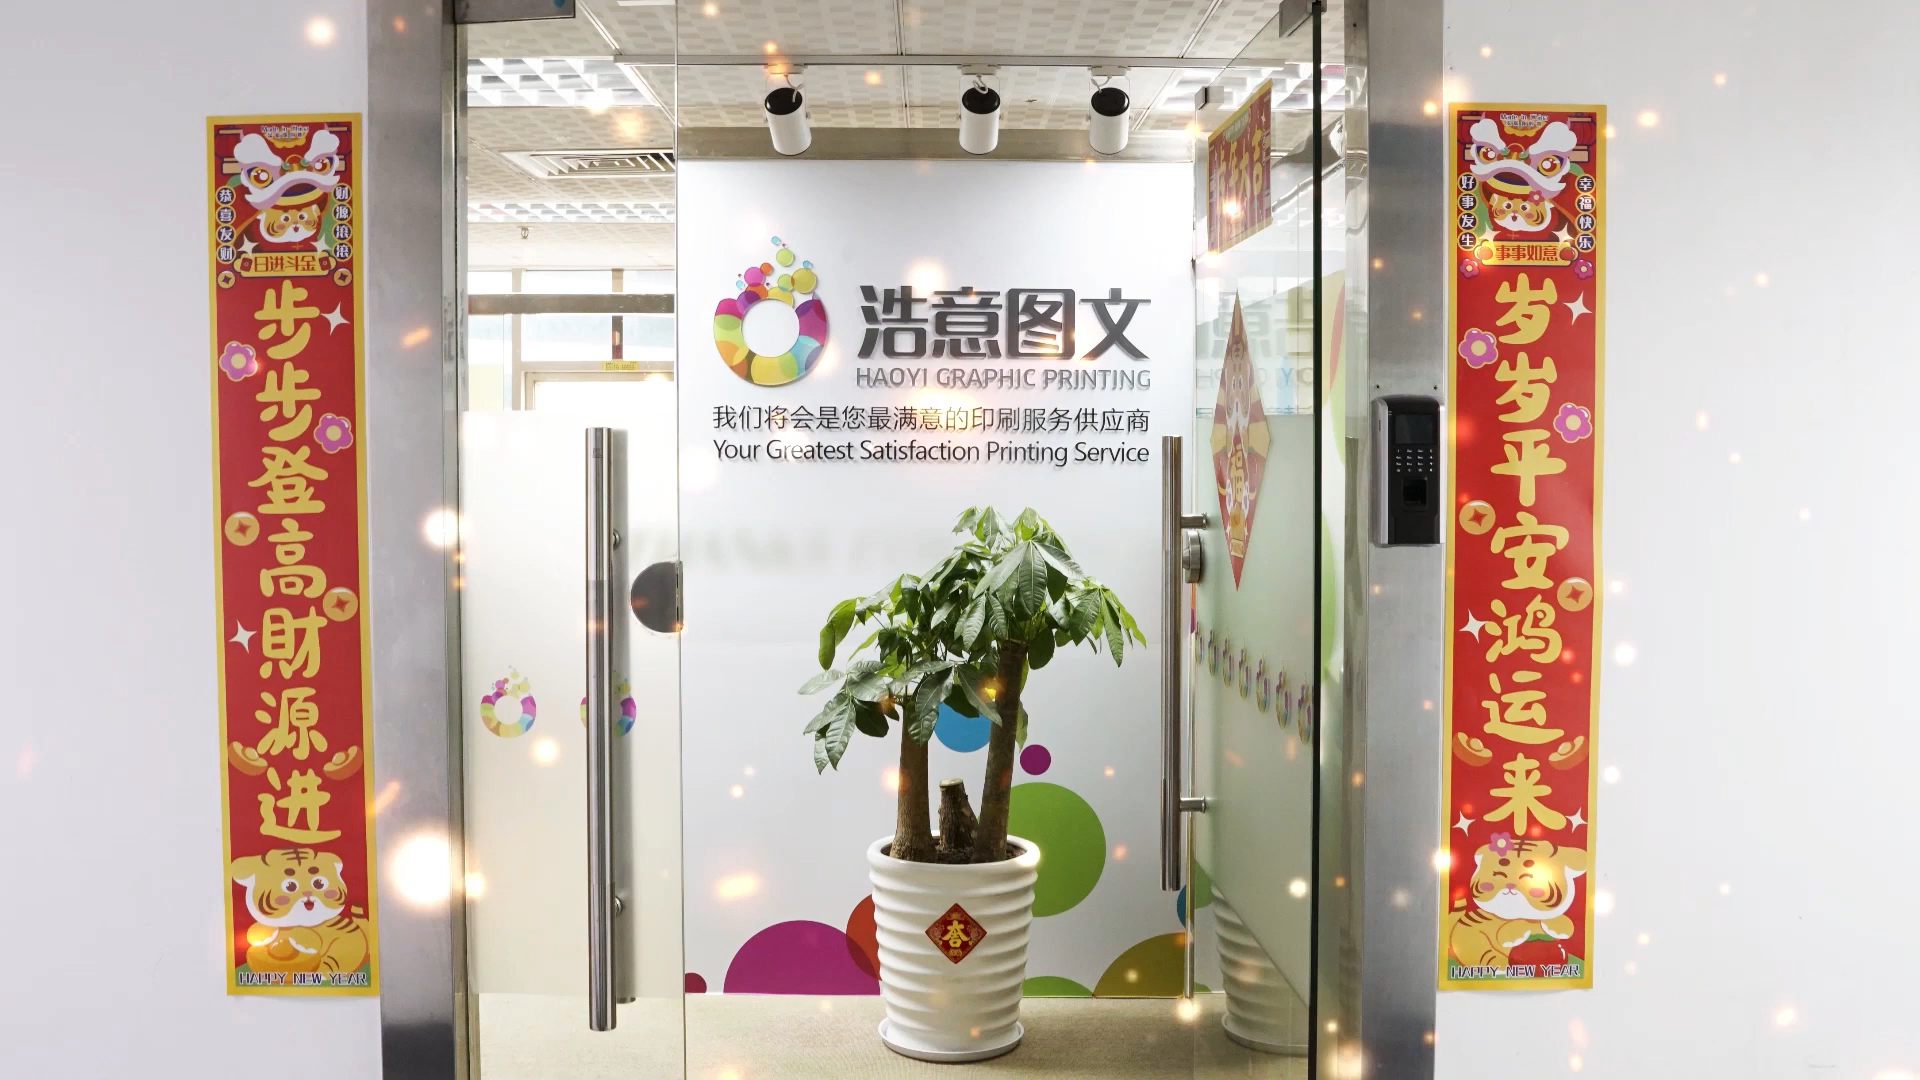 恭喜发财
财源滚滚
日进斗金
步步登高財源进
HAPPY NEW YEAR
浩意图文
HAOYI GRAPHIC PRINTING
我们将会是您最满意的印刷服务供应商
Your Greatest Satisfaction Printing Service
福
好事发生
幸福快乐
事事如意
岁岁平安鸿运来
HAPPY NEW YEAR